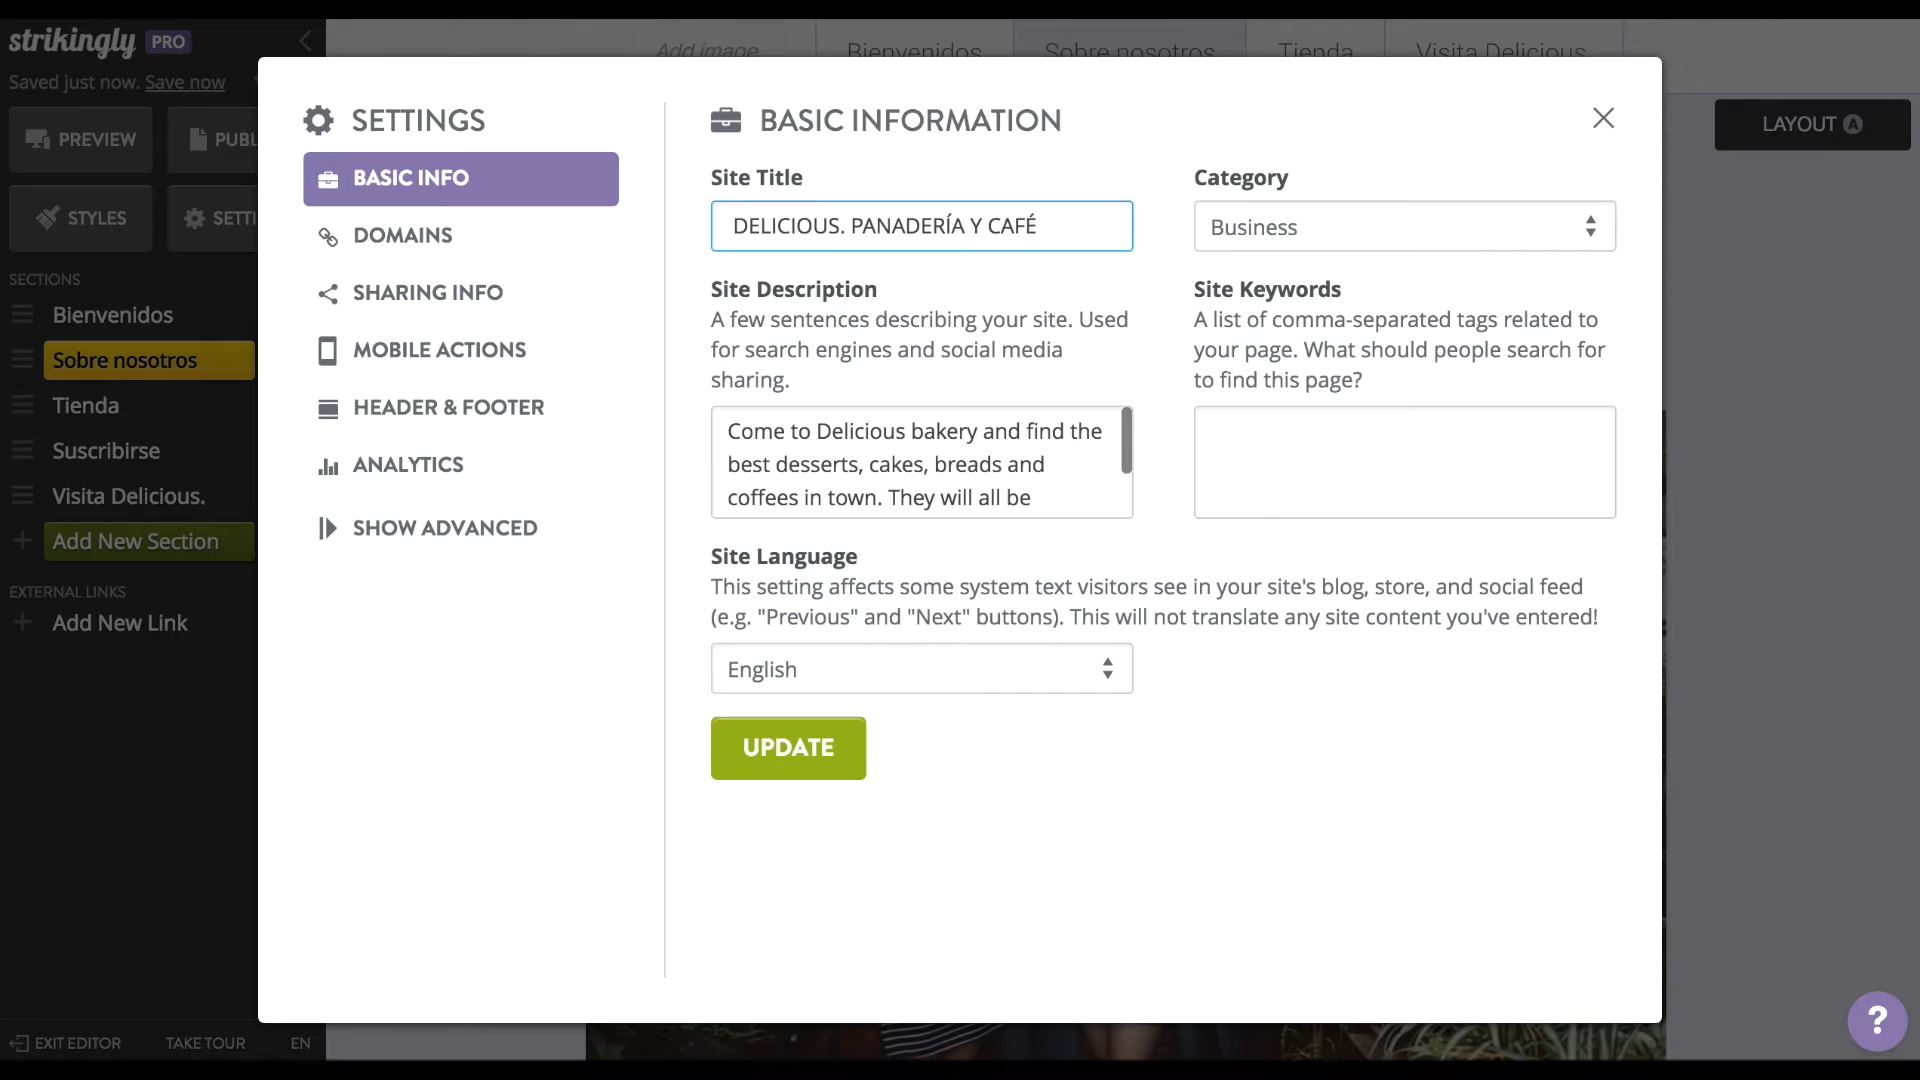 strikingly PRO
Saved just now. Save now
PREVIEW
PUBL
STYLES
SETTI
SECTIONS
Bienvenidos
Sobre nosotros
Tienda
Suscribirse
Visita Delicious.
Add New Section
EXTERNAL LINKS
Add New Link
EXIT EDITOR
TAKE TOUR
EN
Add image
Bienvenidos
Sobre nosotros
Tienda
Visita Delicious
LAYOUT A
SETTINGS
BASIC INFO
DOMAINS
SHARING INFO
MOBILE ACTIONS
HEADER & FOOTER
ANALYTICS
SHOW ADVANCED
BASIC INFORMATION
Site Title
DELICIOUS. PANADERÍA Y CAFÉ
Category
Business
Site Description
A few sentences describing your site. Used
for search engines and social media
sharing.
Come to Delicious bakery and find the
best desserts, cakes, breads and
coffees in town. They will all be
Site Keywords
A list of comma-separated tags related to
your page. What should people search for
to find this page?
Site Language
This setting affects some system text visitors see in your site's blog, store, and social feed
(e.g. "Previous" and "Next" buttons). This will not translate any site content you've entered!
English
UPDATE
?